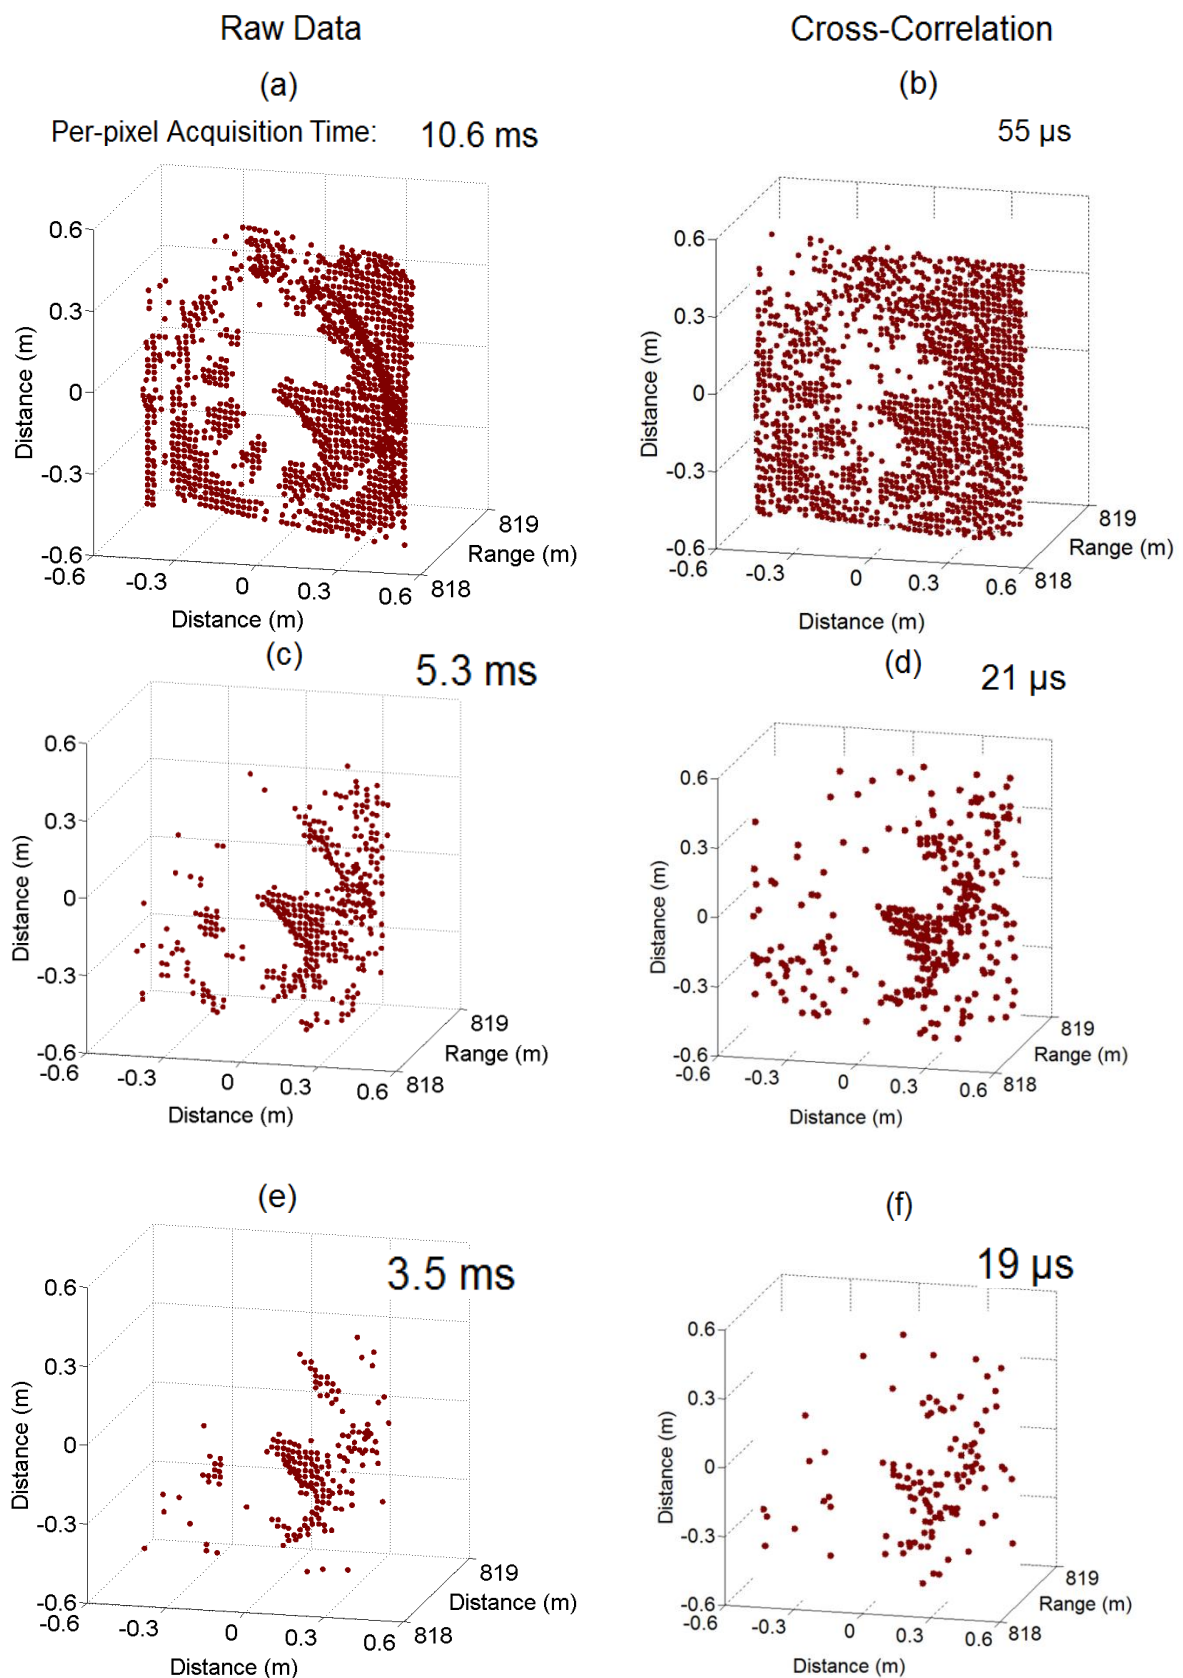 Raw Data
Cross-Correlation
(a)
(b)
Per-pixel Acquisition Time: 10.6 ms
55 µs
0.6
0.3
0
-0.3
-0.6
Distance (m)
-0.6
-0.3
0
0.3
0.6
Distance (m)
818
819
Range (m)
0.6
0.3
0
-0.3
-0.6
Distance (m)
-0.6
-0.3
0
0.3
0.6
Distance (m)
818
819
Range (m)
(c)
5.3 ms
(d)
21 µs
0.6
0.3
0
-0.3
-0.6
Distance (m)
-0.6
-0.3
0
0.3
0.6
Distance (m)
818
819
Range (m)
0.6
0.3
0
-0.3
-0.6
Distance (m)
-0.6
-0.3
0
0.3
0.6
Distance (m)
818
819
Range (m)
(e)
3.5 ms
(f)
19 µs
0.6
0.3
0
-0.3
-0.6
Distance (m)
-0.6
-0.3
0
0.3
0.6
Distance (m)
818
819
Distance (m)
0.6
0.3
0
-0.3
-0.6
Distance (m)
-0.6
-0.3
0
0.3
0.6
Distance (m)
818
819
Range (m)